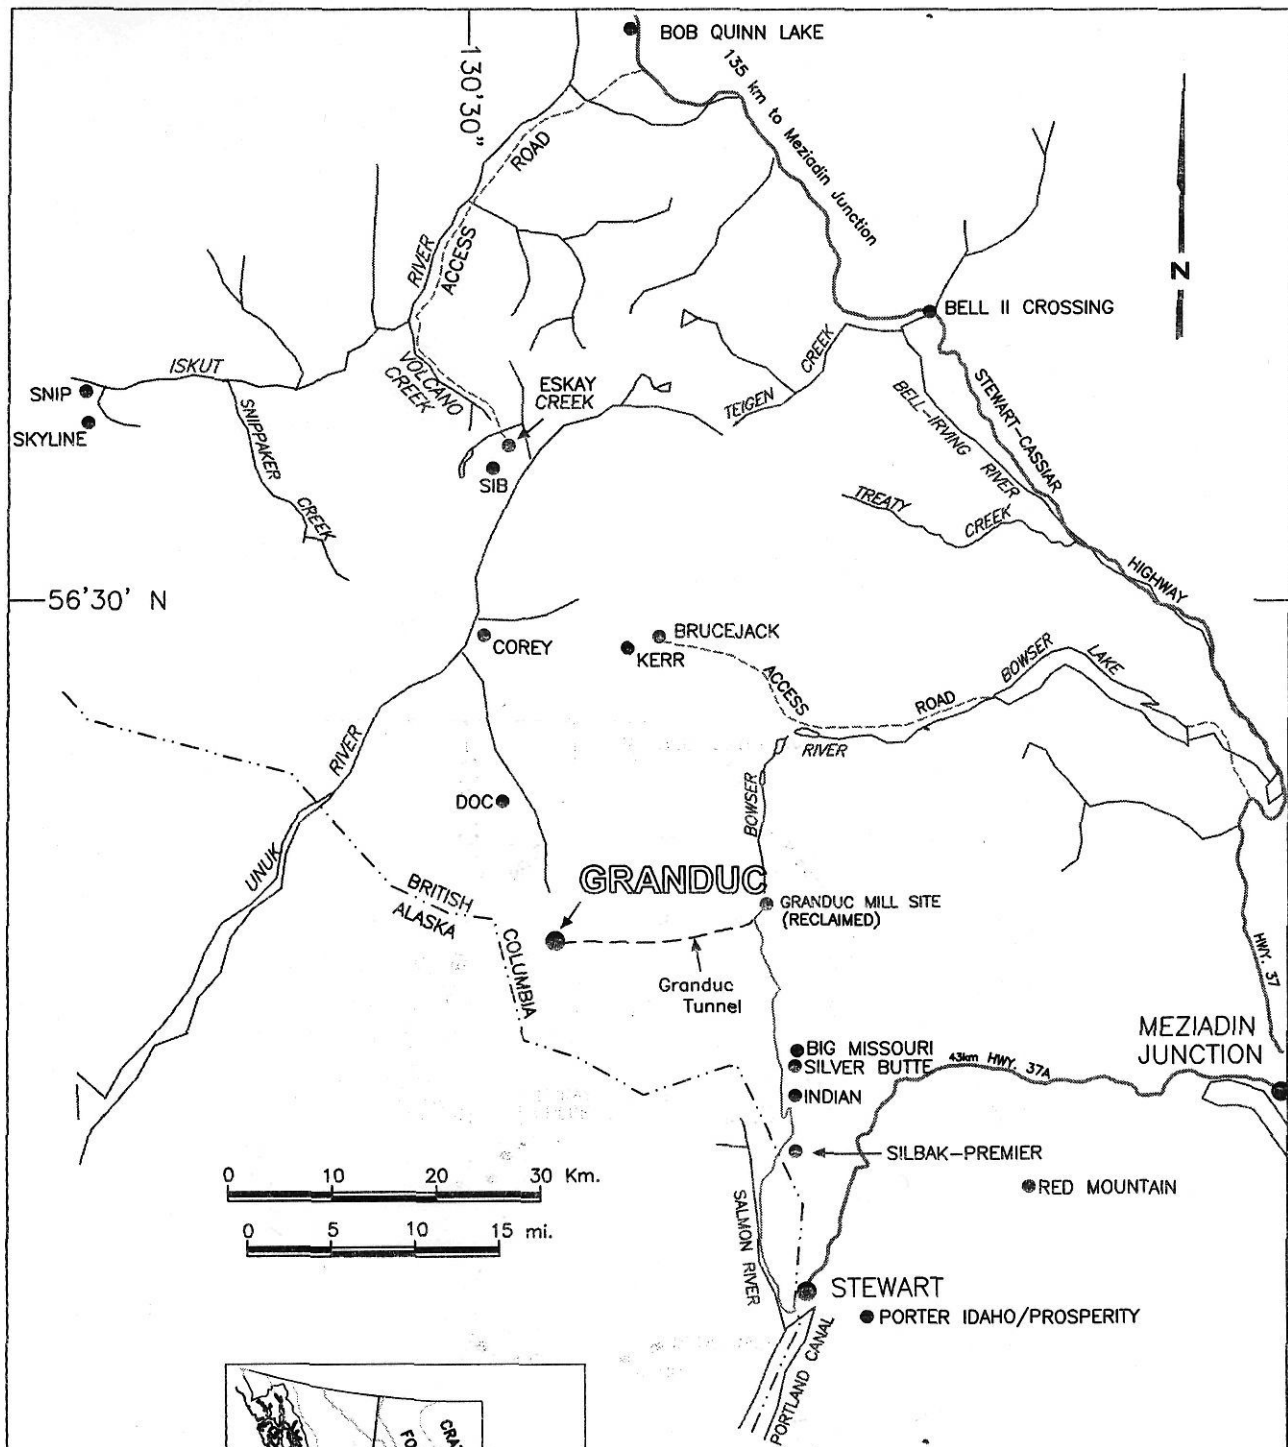 BOB QUINN LAKE
130'30"
135 km to Meziadin Junction
ROAD
ACCESS
RIVER
N
BELL II CROSSING
ISKUT
SNIP
SKYLINE
VOLCANO
CREEK
ESKAY
CREEK
TEIGEN
CREEK
STEWART-CASSIAR
BELL-IRVING RIVER
SNIPPAKER
CREEK
SIB
TREATY
CREEK
HIGHWAY
56'30' N
COREY
BRUCEJACK
KERR
ACCESS
ROAD
BOWSER
LAKE
RIVER
RIVER
DOC
BOWSER
UNUK
GRANDUC
BRITISH
ALASKA
COLUMBIA
GRANDUC MILL SITE
(RECLAIMED)
Granduc
Tunnel
HWY. 37
MEZIADIN
JUNCTION
BIG MISSOURI
SILVER BUTTE
43km HWY. 37A
INDIAN
SILBAK-PREMIER
RED MOUNTAIN
0 10 20 30 Km.
0 5 10 15 mi.
SALMON RIVER
STEWART
PORTER IDAHO/PROSPERITY
PORTLAND CANAL